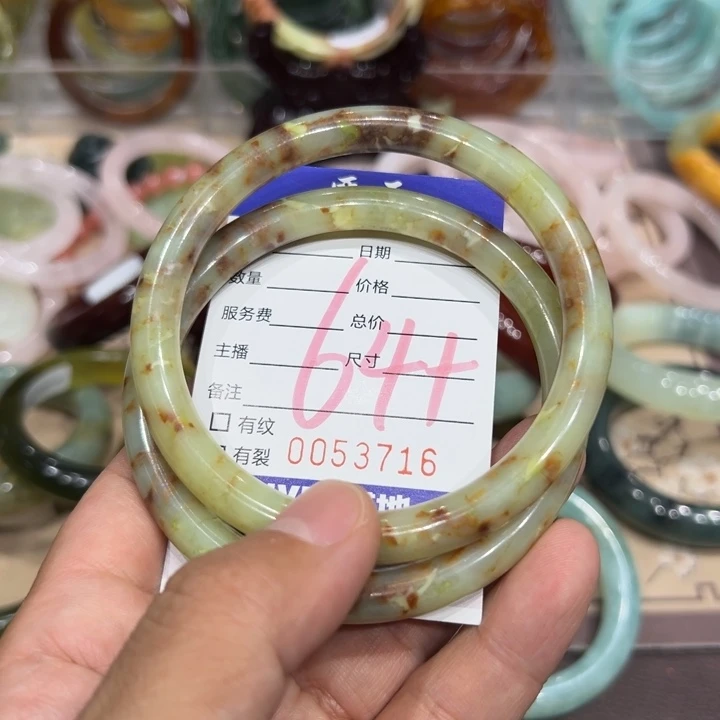 日期
数量 价格
服务费 总价
主播 尺寸
备注
64+
□ 有纹
有裂 0053716